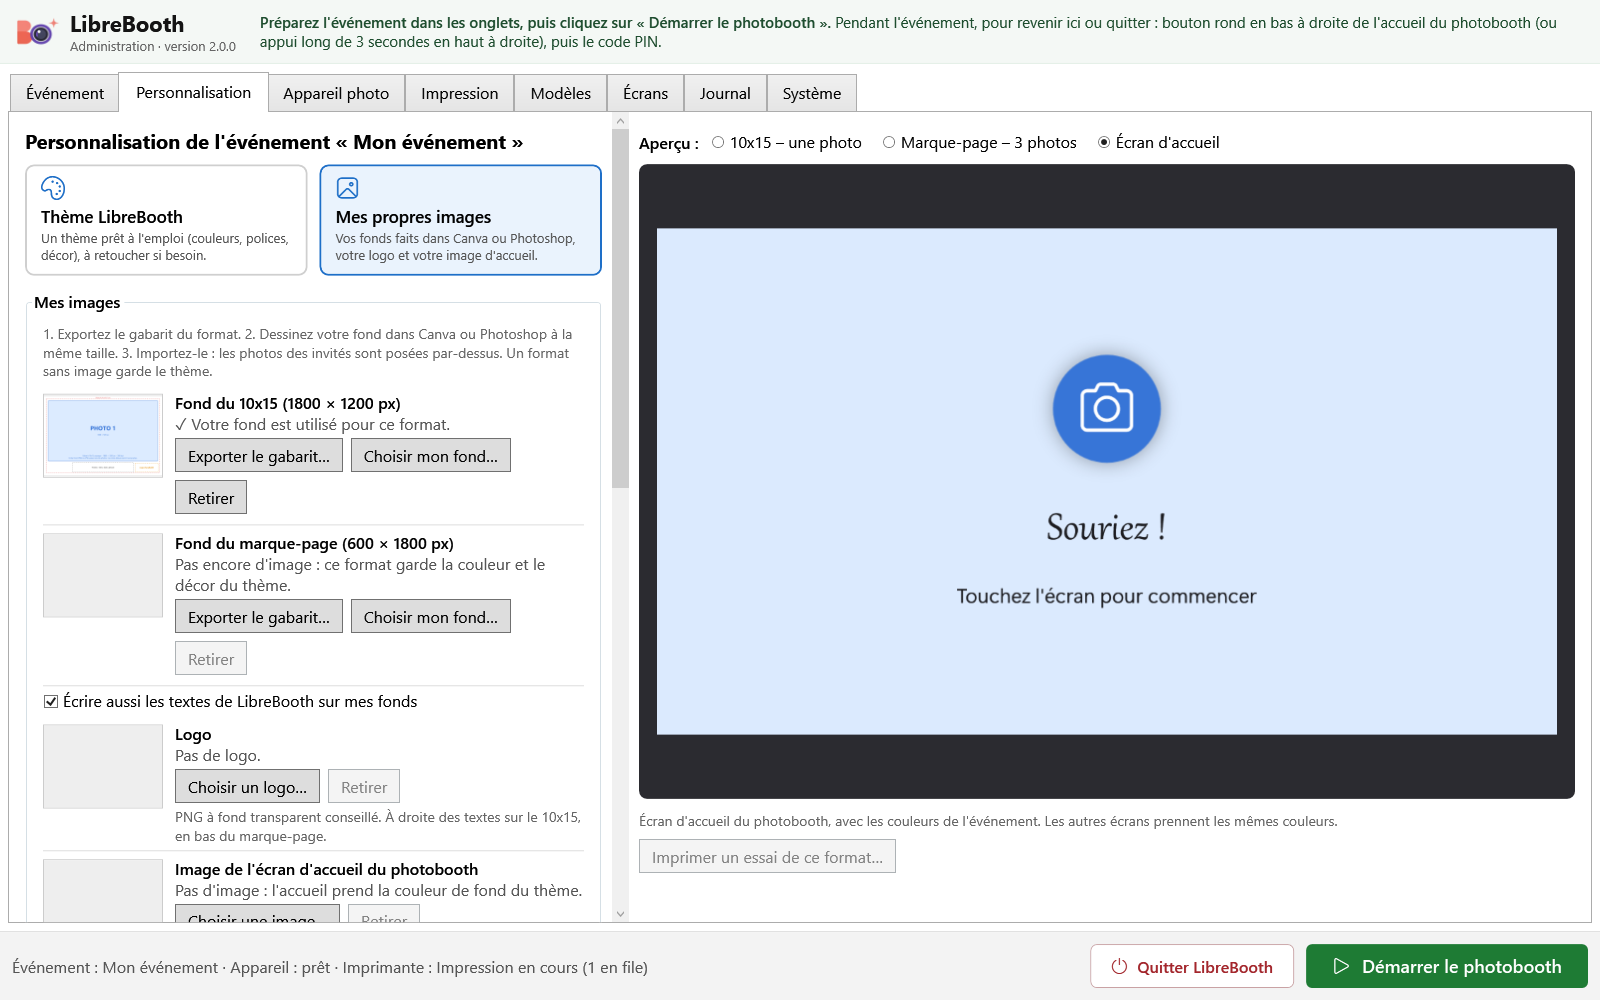 LibreBooth
Administration · version 2.0.0
Préparez l'événement dans les onglets, puis cliquez sur « Démarrer le photobooth ». Pendant l'événement, pour revenir ici ou quitter : bouton rond en bas à droite de l'accueil du photobooth (ou
appui long de 3 secondes en haut à droite), puis le code PIN.
Événement
Personnalisation
Appareil photo
Impression
Modèles
Écrans
Journal
Système
Personnalisation de l'événement « Mon événement »
Thème LibreBooth
Un thème prêt à l'emploi (couleurs, polices,
décor), à retoucher si besoin.
Mes propres images
Vos fonds faits dans Canva ou Photoshop,
votre logo et votre image d'accueil.
Mes images
1. Exportez le gabarit du format. 2. Dessinez votre fond dans Canva ou Photoshop à la
même taille. 3. Importez-le : les photos des invités sont posées par-dessus. Un format
sans image garde le thème.
PHOTO 1
Fond du 10x15 (1800 × 1200 px)
✓ Votre fond est utilisé pour ce format.
Exporter le gabarit...
Choisir mon fond...
Retirer
Fond du marque-page (600 × 1800 px)
Pas encore d'image : ce format garde la couleur et le
décor du thème.
Exporter le gabarit...
Choisir mon fond...
Retirer
Écrire aussi les textes de LibreBooth sur mes fonds
Logo
Pas de logo.
Choisir un logo...
Retirer
PNG à fond transparent conseillé. À droite des textes sur le 10x15,
en bas du marque-page.
Image de l'écran d'accueil du photobooth
Pas d'image : l'accueil prend la couleur de fond du thème.
Choisir une image...
Retirer
Aperçu :
10x15 – une photo
Marque-page – 3 photos
Écran d'accueil
Souriez !
Touchez l'écran pour commencer
Écran d'accueil du photobooth, avec les couleurs de l'événement. Les autres écrans prennent les mêmes couleurs.
Imprimer un essai de ce format...
Événement : Mon événement · Appareil : prêt · Imprimante : Impression en cours (1 en file)
Quitter LibreBooth
Démarrer le photobooth